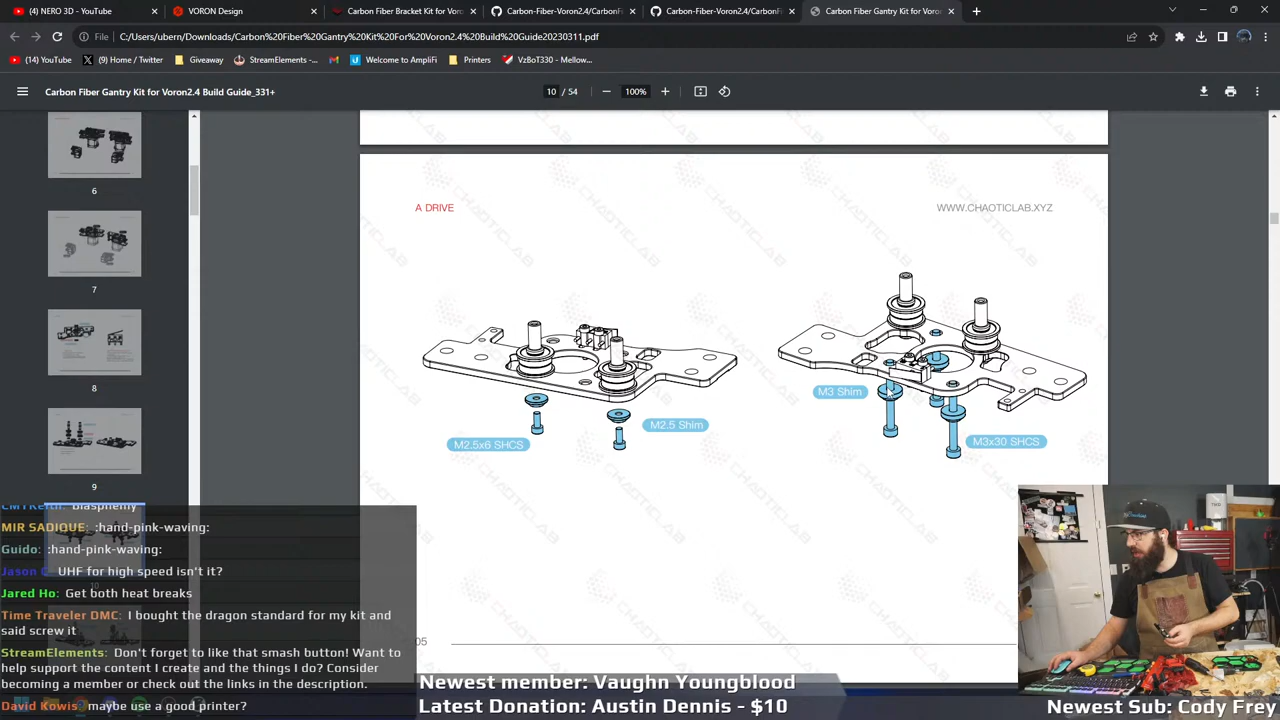 (4) NERO 3D - YouTube
VORON Design
Carbon Fiber Bracket Kit for Voro
Carbon-Fiber-Voron2.4/CarbonFi
Carbon-Fiber-Voron2.4/CarbonFi
Carbon Fiber Gantry Kit for Voron
File
C:/Users/ubern/Downloads/Carbon%20Fiber%20Gantry%20Kit%20For%20Voron2.4%20Build%20Guide20230311.pdf
(14) YouTube
(9) Home / Twitter
Giveaway
StreamElements -...
Welcome to AmpliFi
Printers
VzBoT330 - Mellow...
Carbon Fiber Gantry Kit for Voron2.4 Build Guide_331+
10 / 54
100%
6
7
8
9
A DRIVE
WWW.CHAOTICLAB.XYZ
CHAOTICLAB
M3 Shim
M2.5 Shim
M2.5x6 SHCS
M3x30 SHCS
05
CMYKeith: Blasphemy
MIR SADIQUE: :hand-pink-waving:
Guido: :hand-pink-waving:
UHF for high speed isn't it?
Jared Ho: Get both heat breaks
Time Traveler DMC: I bought the dragon standard for my kit and
said screw it
StreamElements: Don't forget to like that smash button! Want to
help support the content I create and the things I do? Consider
becoming a member or check out the links in the description.
David Kowis: maybe use a good printer?
Newest member: Vaughn Youngblood
Latest Donation: Austin Dennis - $10
Newest Sub: Cody Frey